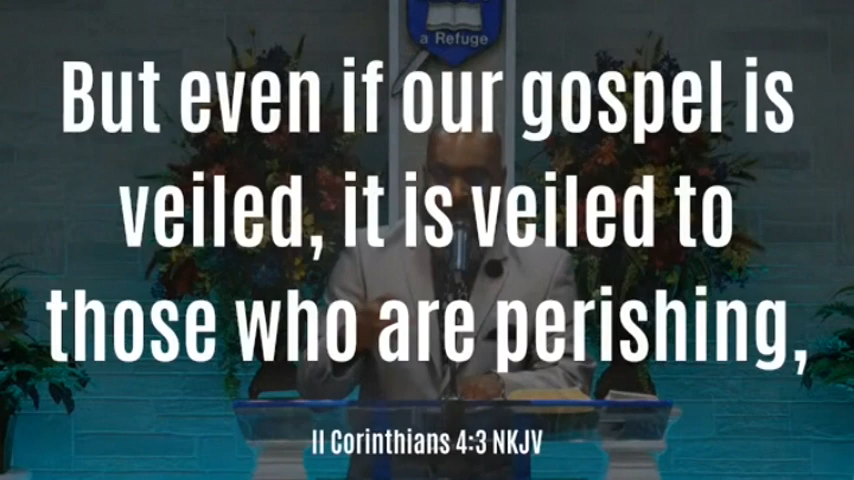 a Refuge
But even if our gospel is
veiled, it is veiled to
those who are perishing,
II Corinthians 4:3 NKJV